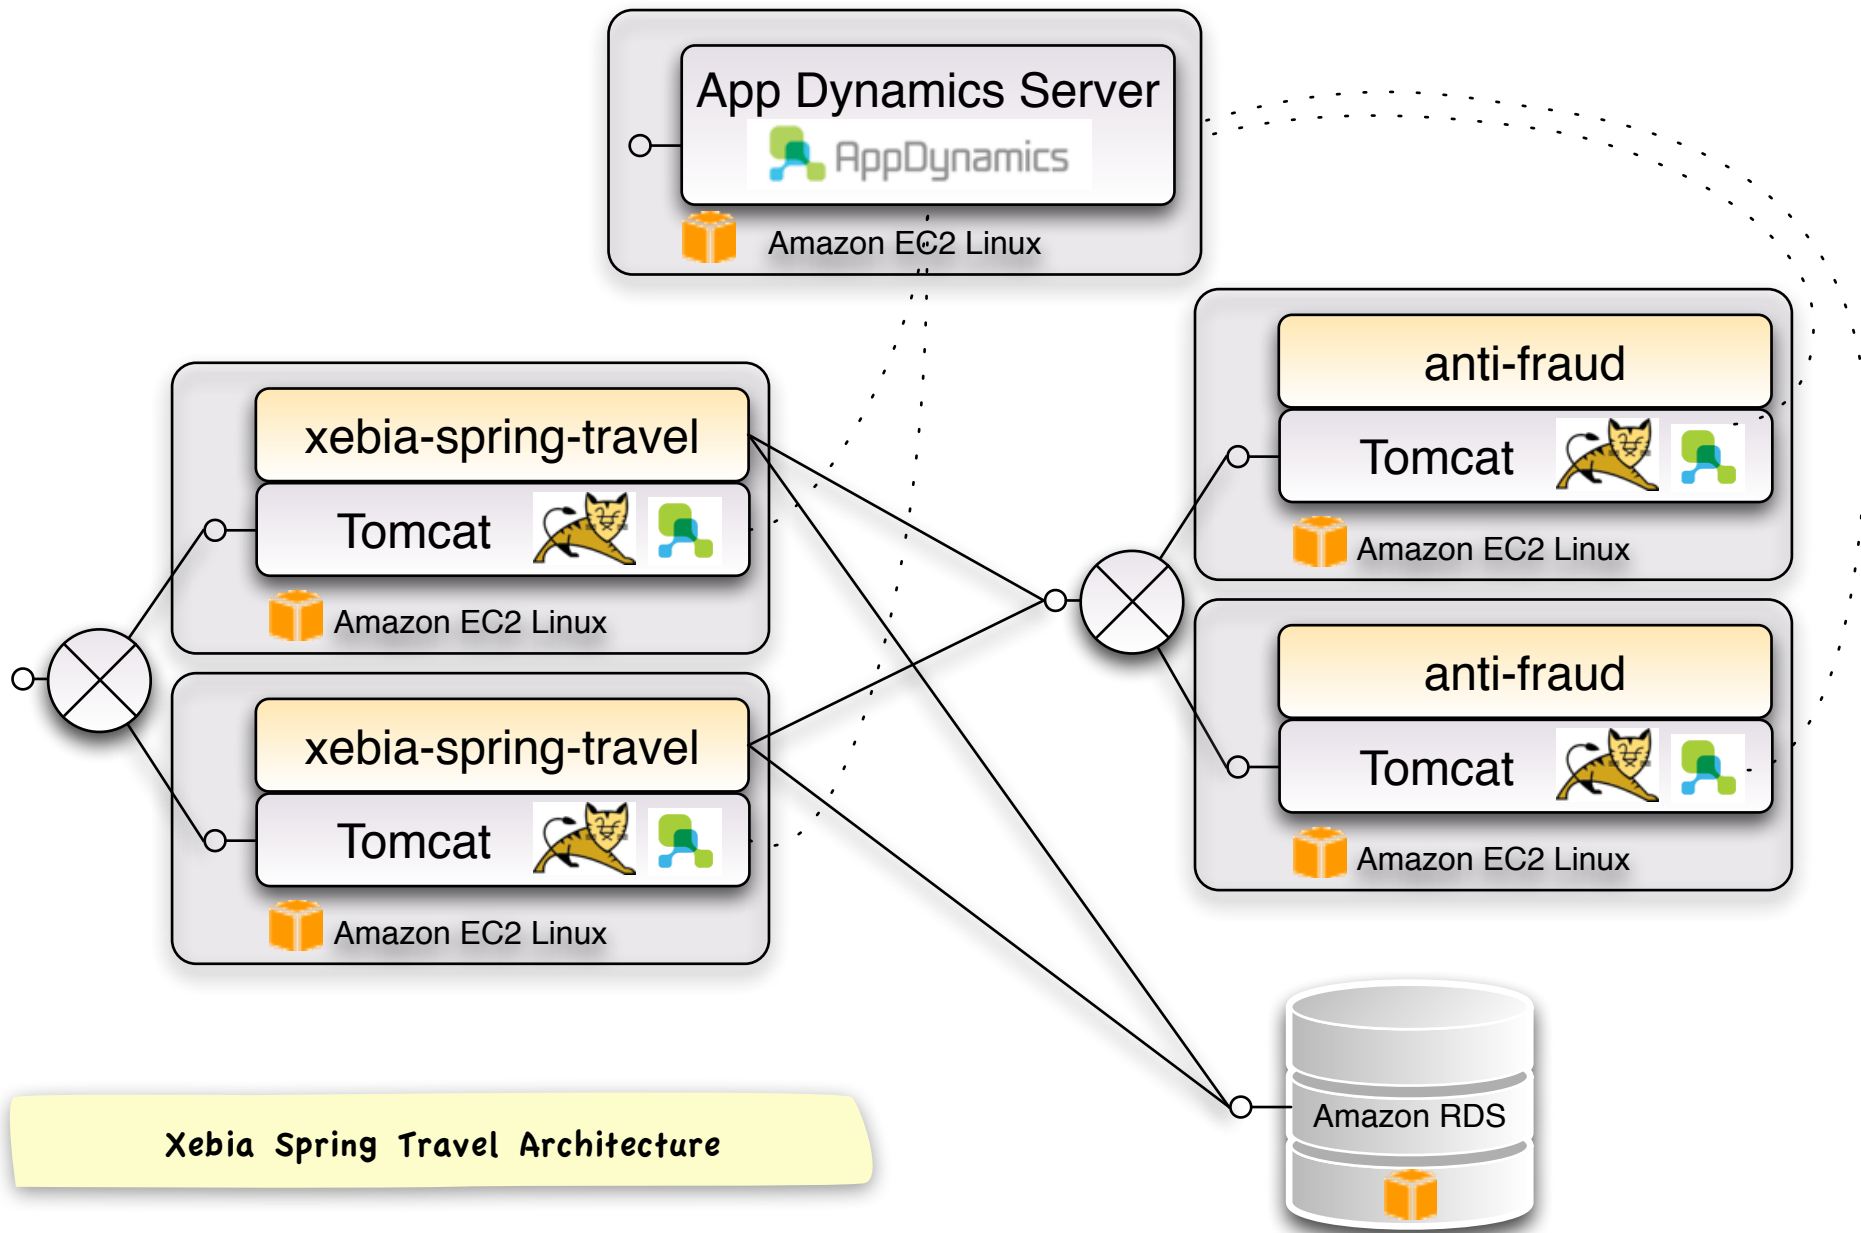 App Dynamics Server
AppDynamics
Amazon EC2 Linux
xebia-spring-travel
Tomcat
Amazon EC2 Linux
xebia-spring-travel
Tomcat
Amazon EC2 Linux
anti-fraud
Tomcat
Amazon EC2 Linux
anti-fraud
Tomcat
Amazon EC2 Linux
Amazon RDS
Xebia Spring Travel Architecture